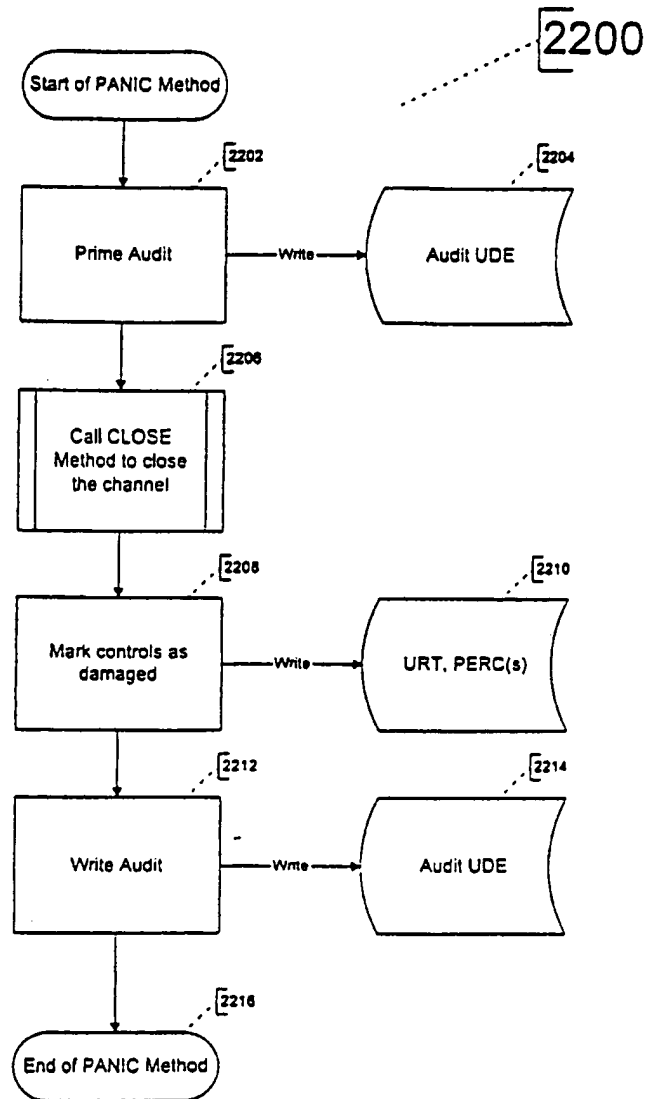 2200
Start of PANIC Method
2202
2204
Prime Audit
Write
Audit UDE
2206
Call CLOSE
Method to close
the channel
2208
2210
Mark controls as
damaged
Write
URT, PERC(s)
2212
2214
Write Audit
Write
Audit UDE
2216
End of PANIC Method